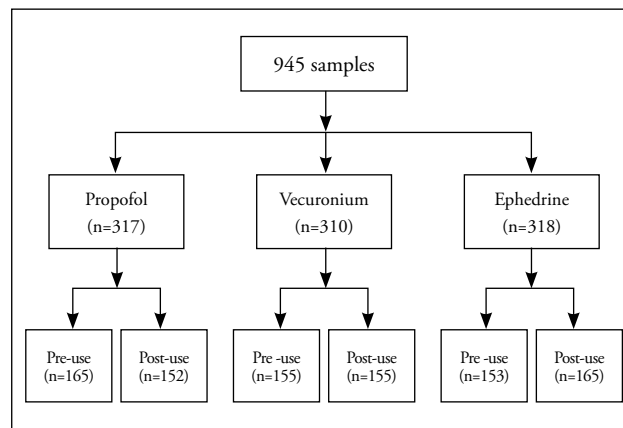 945 samples
Propofol
(n=317)
Vecuronium
(n=310)
Ephedrine
(n=318)
Pre-use
(n=165)
Post-use
(n=152)
Pre -use
(n=155)
Post-use
(n=155)
Pre -use
(n=153)
Post-use
(n=165)